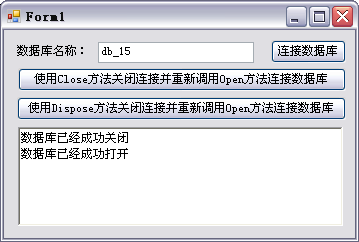 Form1
数据库名称： db_15 连接数据库
使用Close方法关闭连接并重新调用Open方法连接数据库
使用Dispose方法关闭连接并重新调用Open方法连接数据库
数据库已经成功关闭
数据库已经成功打开